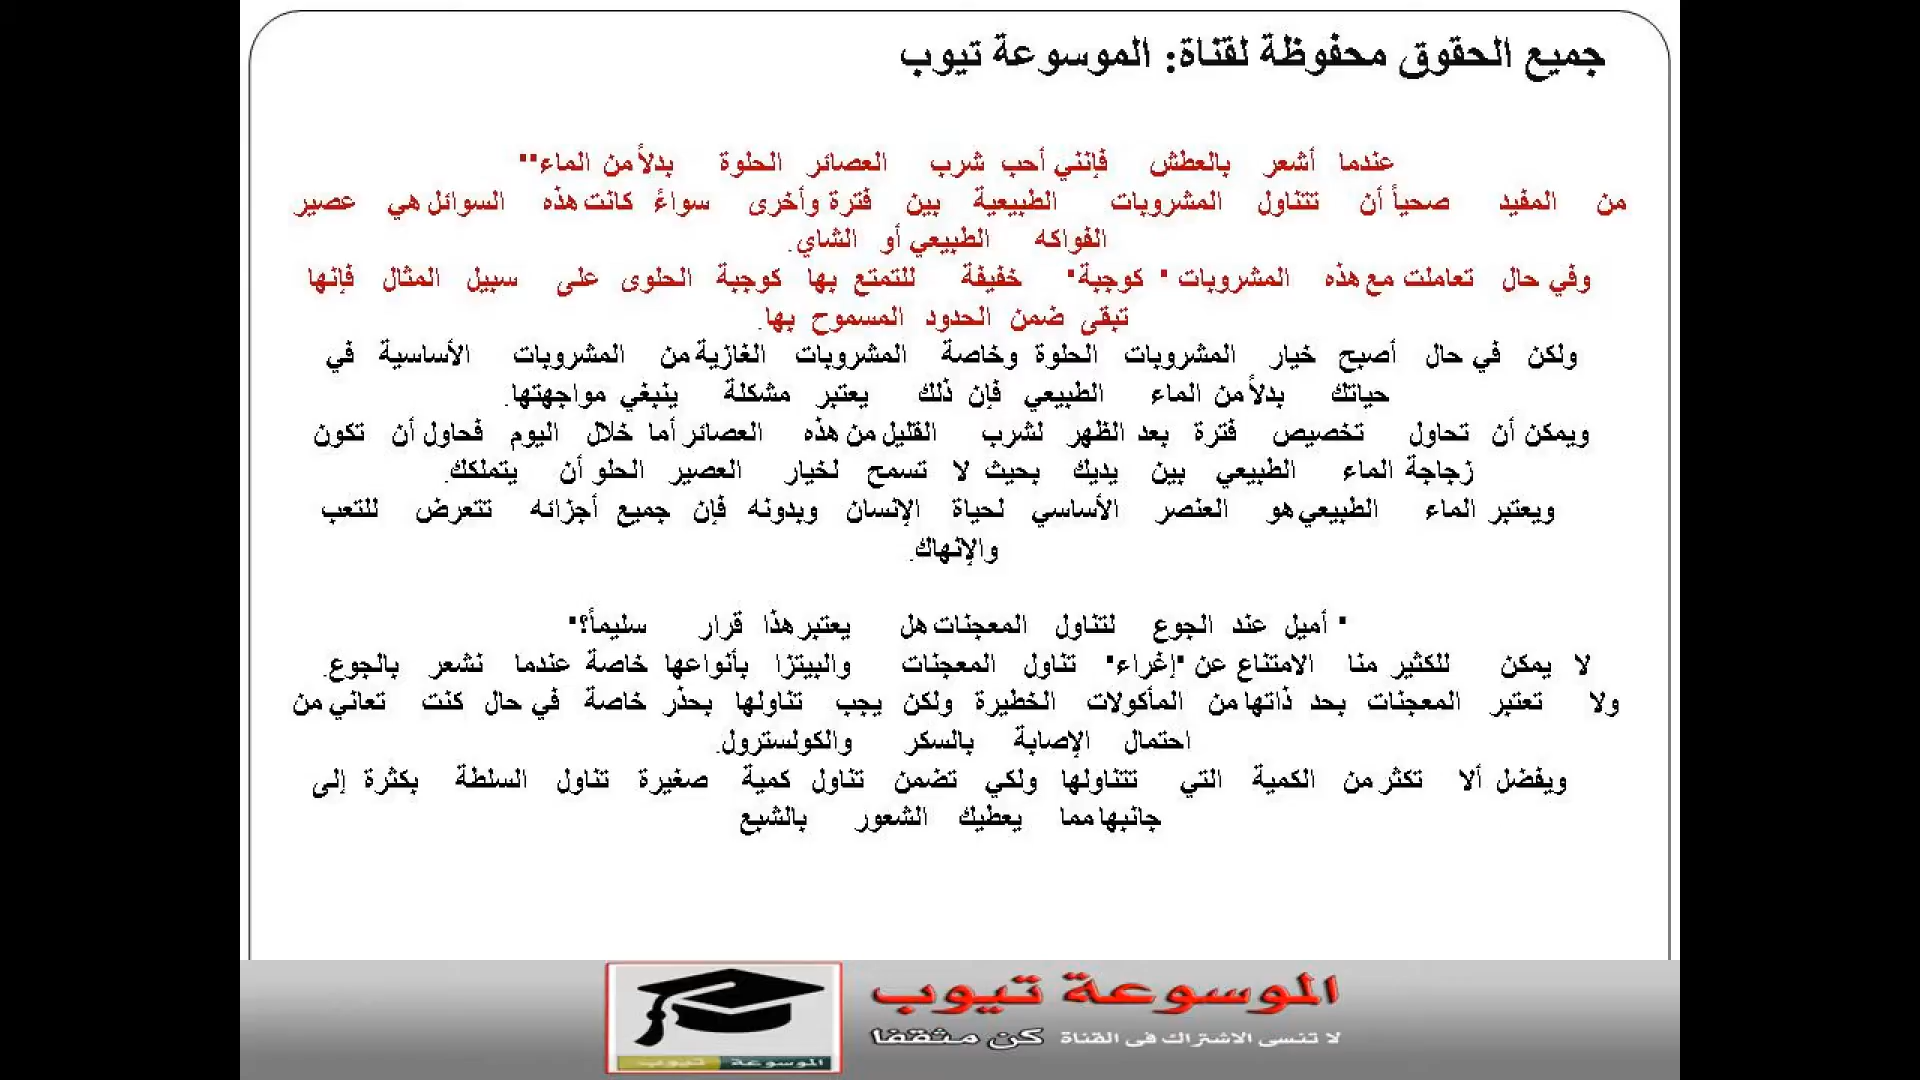 جميع الحقوق محفوظة لقناة: الموسوعة تيوب
عندما أشعر بالعطش فإنني أحب شرب العصائر الحلوة بدلاً من الماء""
من المفيد صحياً أن تتناول المشروبات الطبيعية بين فترة وأخرى سواءً كانت هذه السوائل هي عصير
الفواكه الطبيعي أو الشاي.
وفي حال تعاملت مع هذه المشروبات " كوجبة" خفيفة للتمتع بها كوجبة الحلوى على سبيل المثال فإنها
تبقى ضمن الحدود المسموح بها.
ولكن في حال أصبح خيار المشروبات الحلوة وخاصة المشروبات الغازية من المشروبات الأساسية في
حياتك بدلاً من الماء الطبيعي فإن ذلك يعتبر مشكلة ينبغي مواجهتها.
ويمكن أن تحاول تخصيص فترة بعد الظهر لشرب القليل من هذه العصائر أما خلال اليوم فحاول أن تكون
زجاجة الماء الطبيعي بين يديك بحيث لا تسمح لخيار العصير الحلو أن يتملكك.
ويعتبر الماء الطبيعي هو العنصر الأساسي لحياة الإنسان وبدونه فإن جميع أجزائه تتعرض للتعب
والإنهاك.
" أميل عند الجوع لتناول المعجنات هل يعتبر هذا قرار سليماً؟"
لا يمكن للكثير منا الامتناع عن "إغراء" تناول المعجنات والبيتزا بأنواعها خاصة عندما نشعر بالجوع.
ولا تعتبر المعجنات بحد ذاتها من المأكولات الخطيرة ولكن يجب تناولها بحذر خاصة في حال كنت تعاني من
احتمال الإصابة بالسكر والكولسترول.
ويفضل ألا تكثر من الكمية التي تتناولها ولكي تضمن تناول كمية صغيرة تناول السلطة بكثرة إلى
جانبها مما يعطيك الشعور بالشبع
الموسوعة تيوب
لا تنسى الاشتراك في القناة كن مثقفا
الموسوعة تيوب